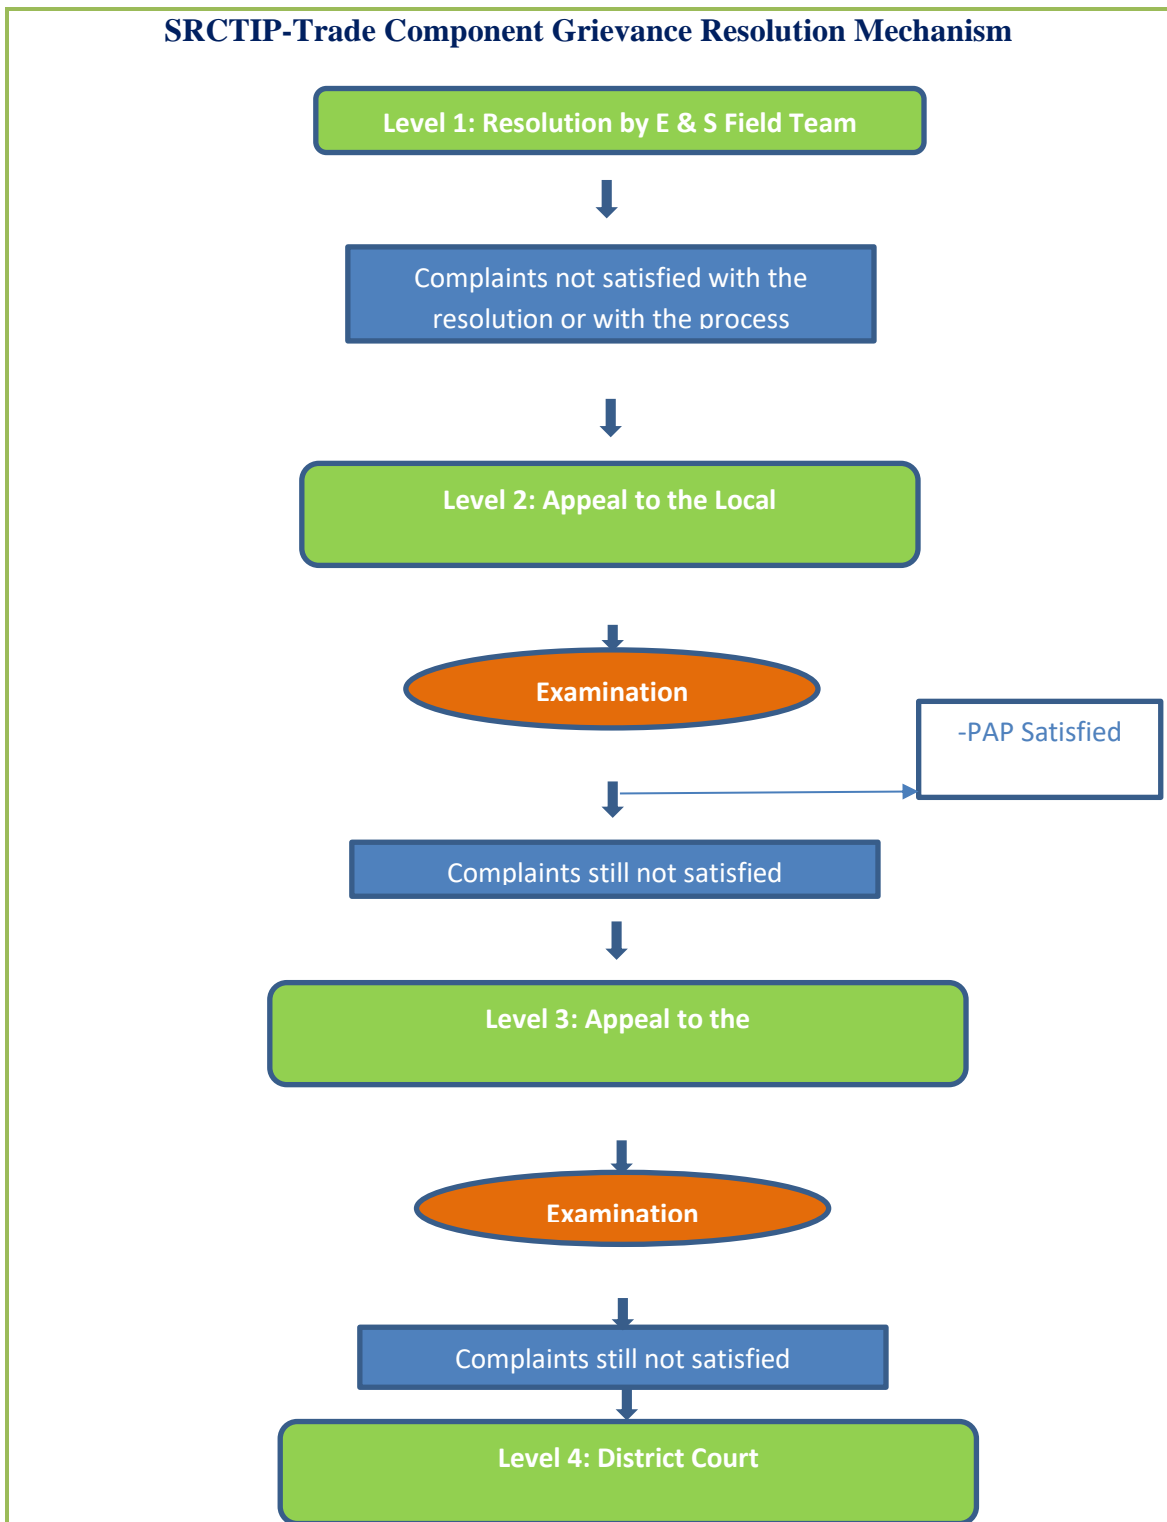 SRCTIP-Trade Component Grievance Resolution Mechanism
Level 1: Resolution by E & S Field Team
Complaints not satisfied with the
resolution or with the process
Level 2: Appeal to the Local
Examination
-PAP Satisfied
Complaints still not satisfied
Level 3: Appeal to the
Examination
Complaints still not satisfied
Level 4: District Court